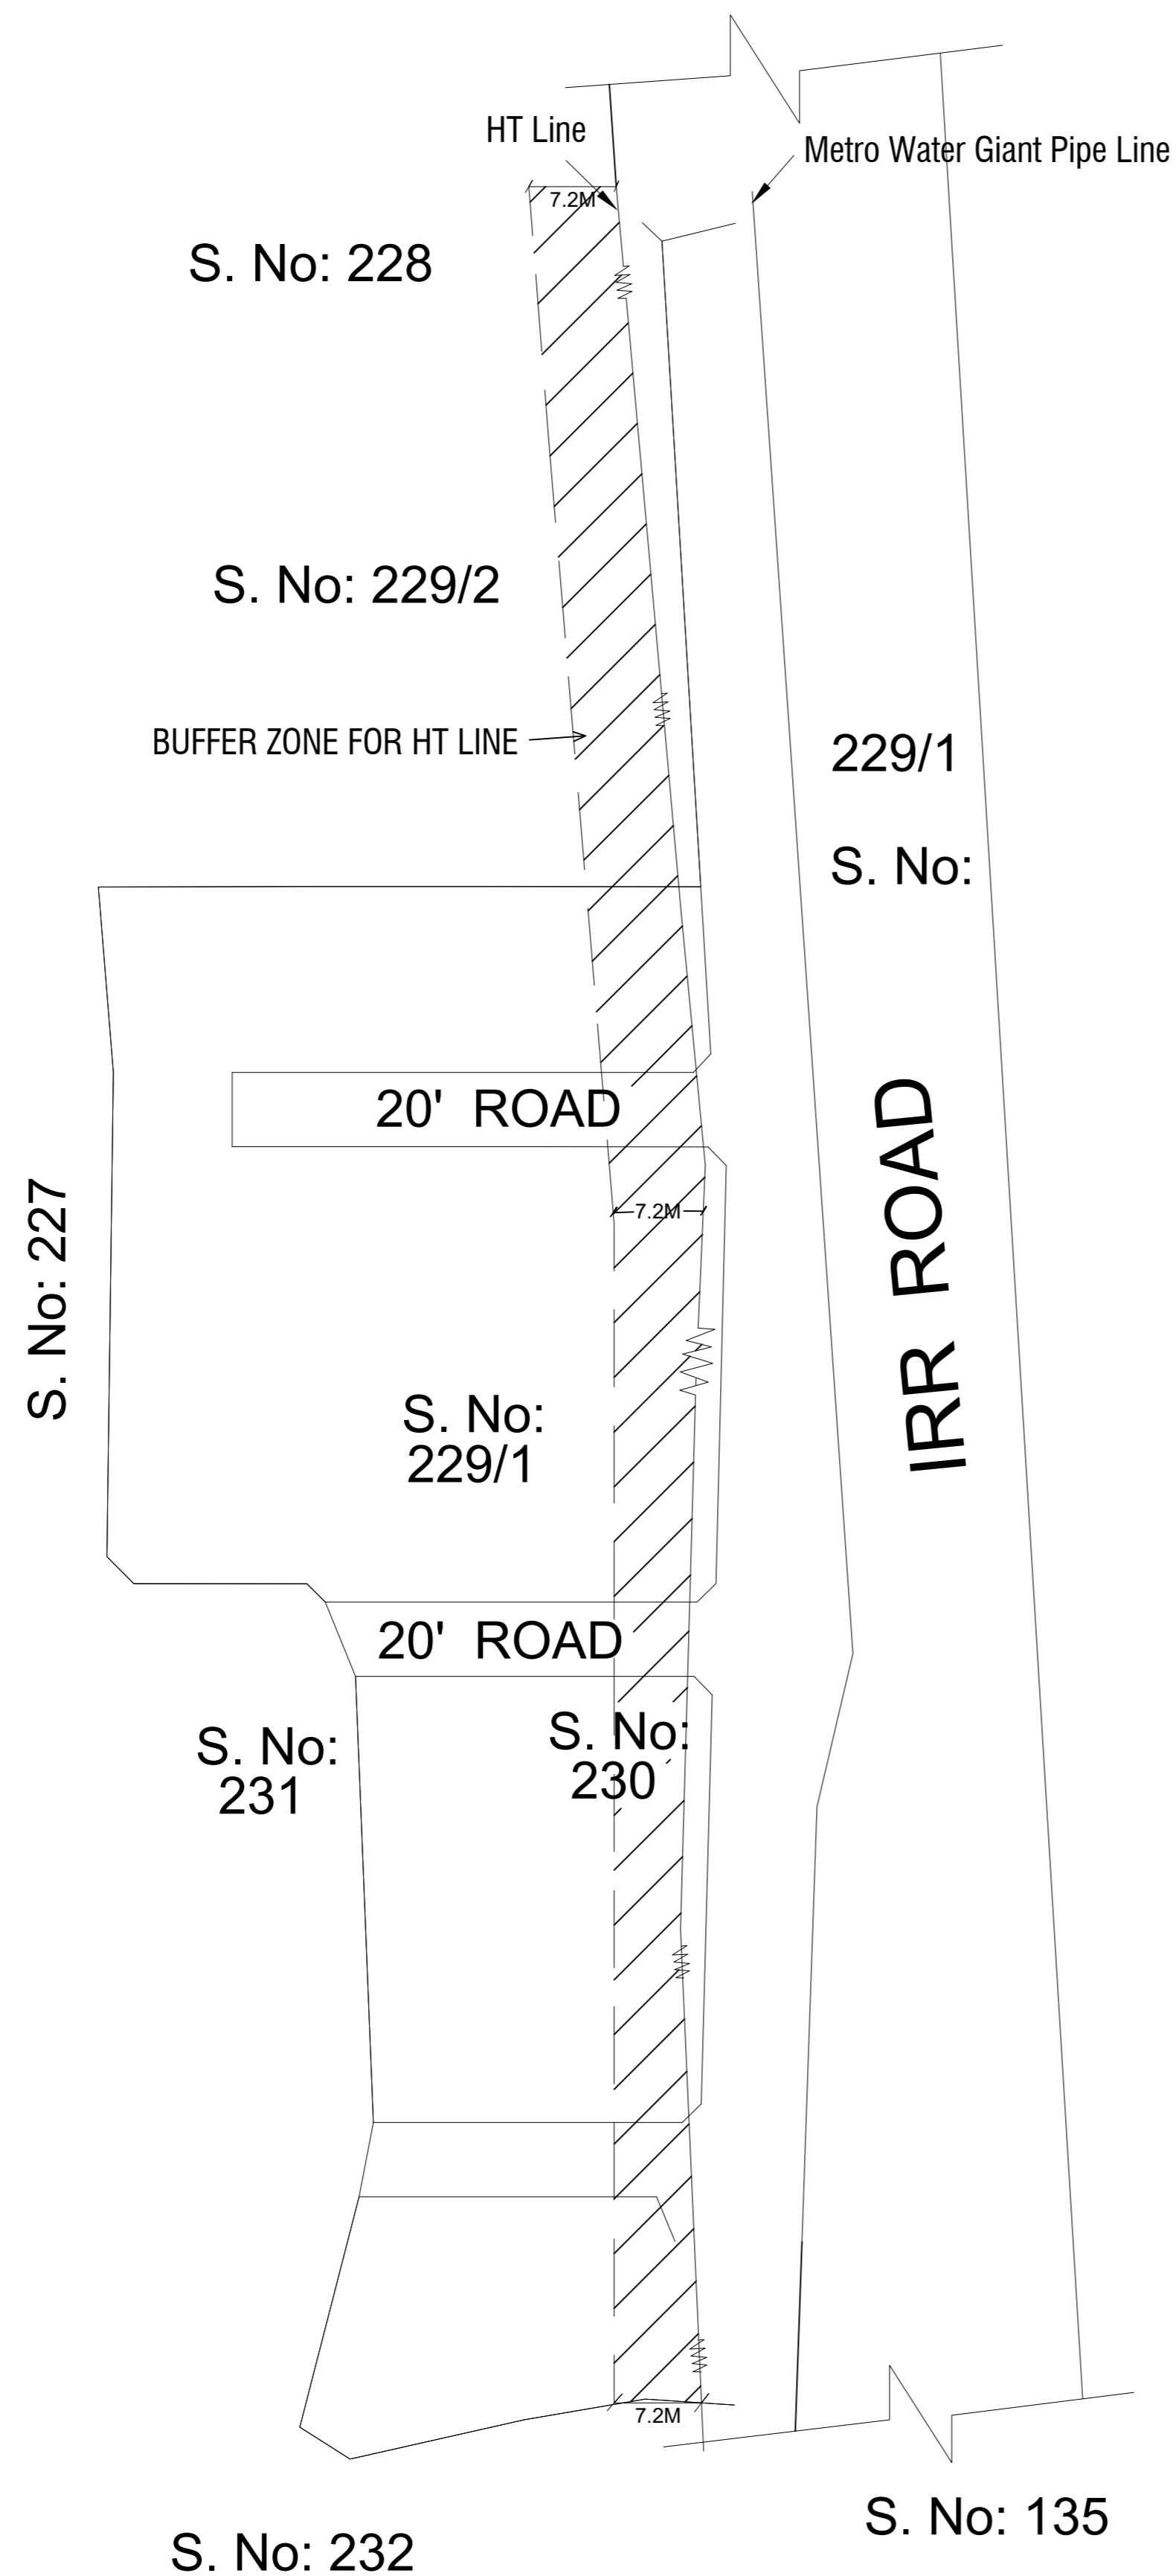 HT Line
Metro Water Giant Pipe Line
7.2M
S. No: 228
S. No: 229/2
BUFFER ZONE FOR HT LINE
229/1
S. No:
20' ROAD
IRR ROAD
S. No: 227
7.2M
S. No:
229/1
20' ROAD
S. No:
230
S. No:
231
7.2M
S. No: 135
S. No: 232